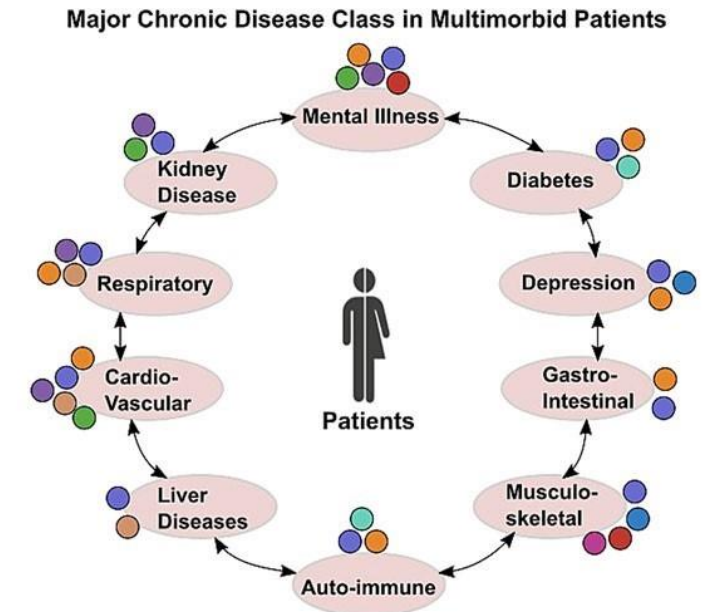 Major Chronic Disease Class in Multimorbid Patients
Mental Illness
Kidney
Disease
Diabetes
Respiratory
Depression
Cardio-
Vascular
Gastro-
Intestinal
Patients
Liver
Diseases
Musculo-
skeletal
Auto-immune